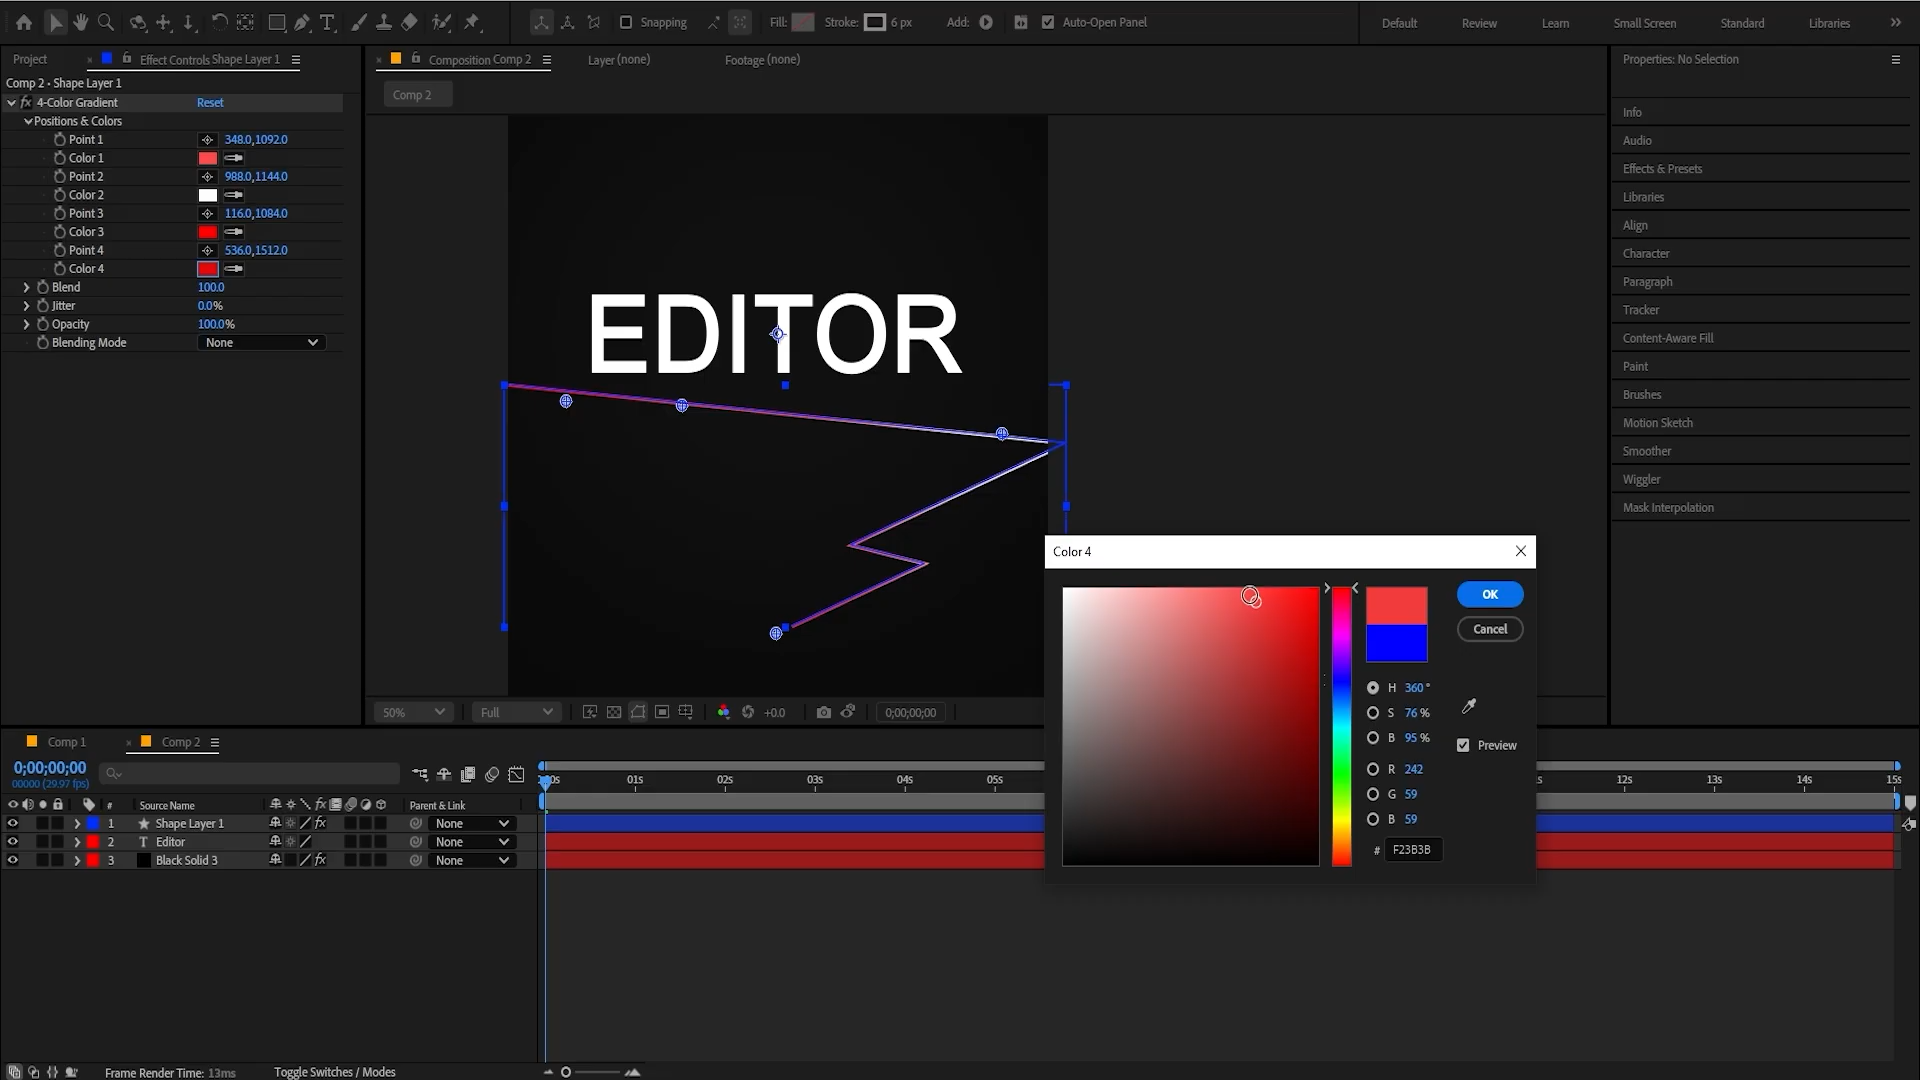 Snapping Fill: Stroke: 6 px Add: Auto-Open Panel Default Review Learn Small Screen Standard Libraries
Project Effect Controls Shape Layer 1 Composition Comp 2 Layer (none) Footage (none) Properties: No Selection
Comp 2 • Shape Layer 1
Comp 2
fx 4-Color Gradient Reset
Positions & Colors
Point 1 348.0,1092.0
Color 1
Point 2 988.0,1144.0
Color 2
Point 3 116.0,1084.0
Color 3
Point 4 536.0,1512.0
Color 4
Blend 100.0
Jitter 0.0%
Opacity 100.0%
Blending Mode None
EDITOR
Info
Audio
Effects & Presets
Libraries
Align
Character
Paragraph
Tracker
Content-Aware Fill
Paint
Brushes
Motion Sketch
Smoother
Wiggler
Mask Interpolation
Color 4
OK
Cancel
H 360°
S 76 %
B 95 %
Preview
R 242
G 59
B 59
# F23B3B
50% Full +0.0 0;00;00;00
Comp 1 Comp 2
0;00;00;00
00000 (29.97 fps)
01s 02s 03s 04s 05s 12s 13s 14s 15s
# Source Name fx Parent & Link
1 Shape Layer 1 fx None
2 T Editor None
3 Black Solid 3 fx None
Frame Render Time: 13ms Toggle Switches / Modes